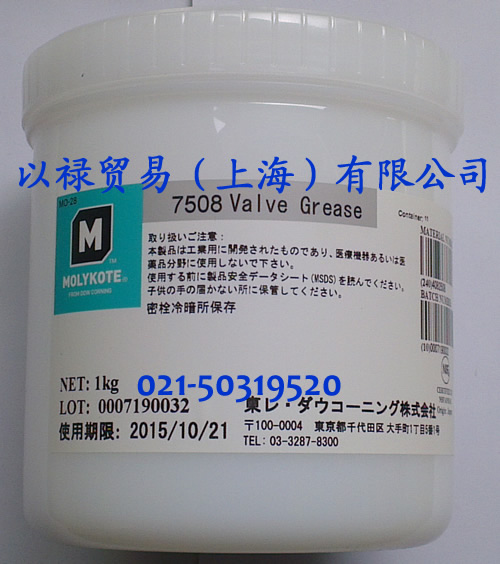 以禄贸易（上海）有限公司
MO-28
7508 Valve Grease
M
TM
MOLYKOTE®
FROM DOW CORNING
取り扱いご注意：
本製品は工業用に開発されたものであり、医療機器あるいは医
薬品分野に使用しないで下さい。
使用する前に製品安全データシート(MSDS)を読んでください。
子供の手の届かない所に保管してください。
密栓冷暗所保存
NET: 1kg
LOT: 0007190032
使用期限: 2015/10/21
021-50319520
東レ・ダウコーニング株式会社
〒100-0004 東京都千代田区大手町1丁目5番1号
TEL: 03-3287-8300
Container:
BATCH